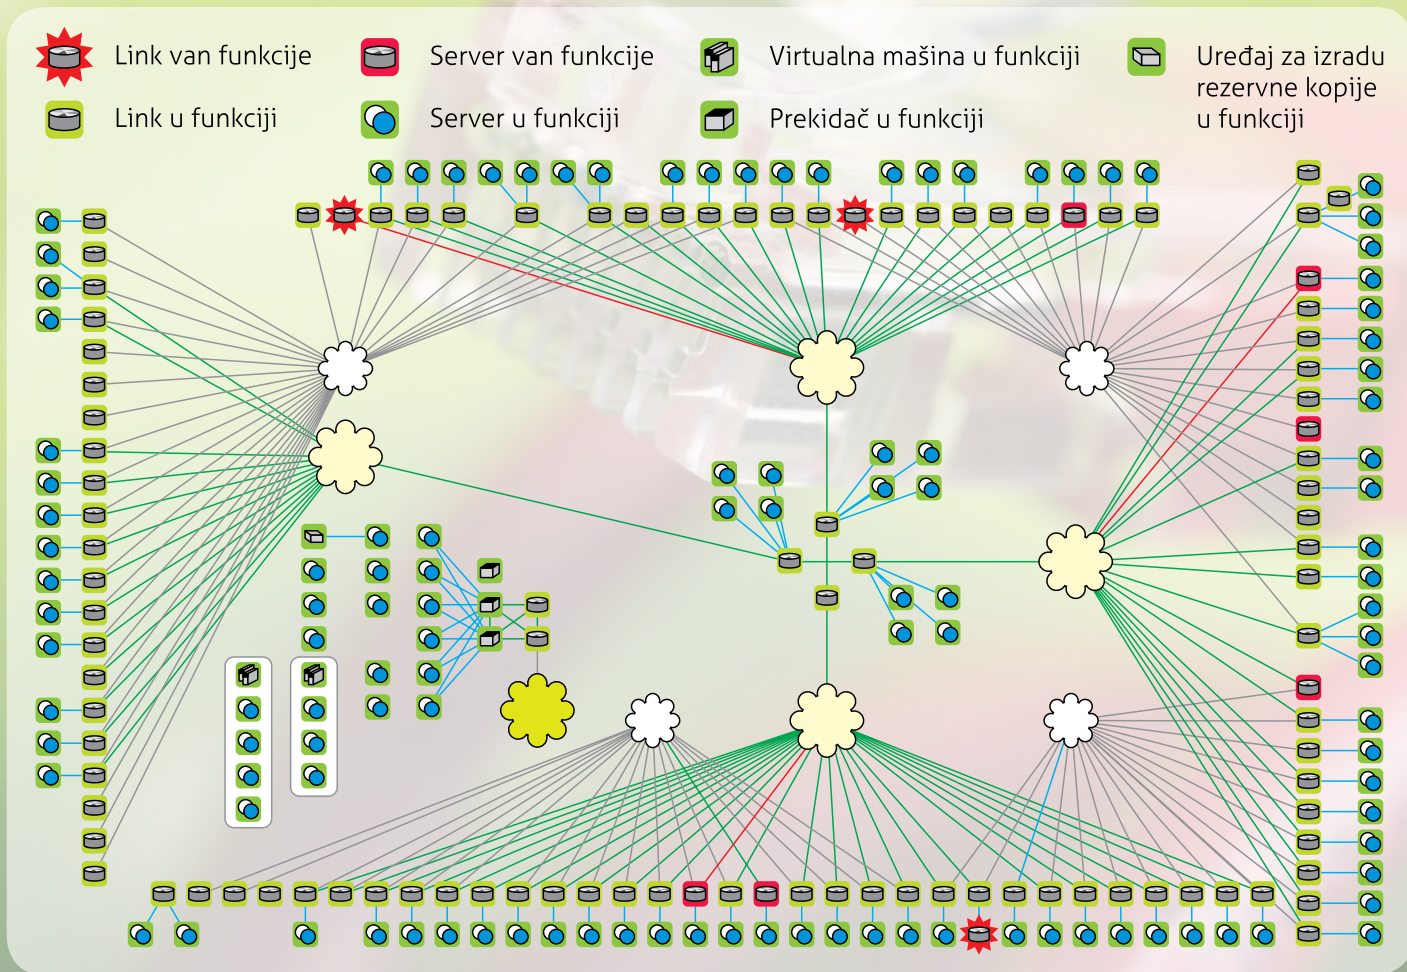 Link van funkcije
Server van funkcije
Virtualna mašina u funkciji
Uređaj za izradu
rezervne kopije
u funkciji
Link u funkciji
Server u funkciji
Prekidač u funkciji